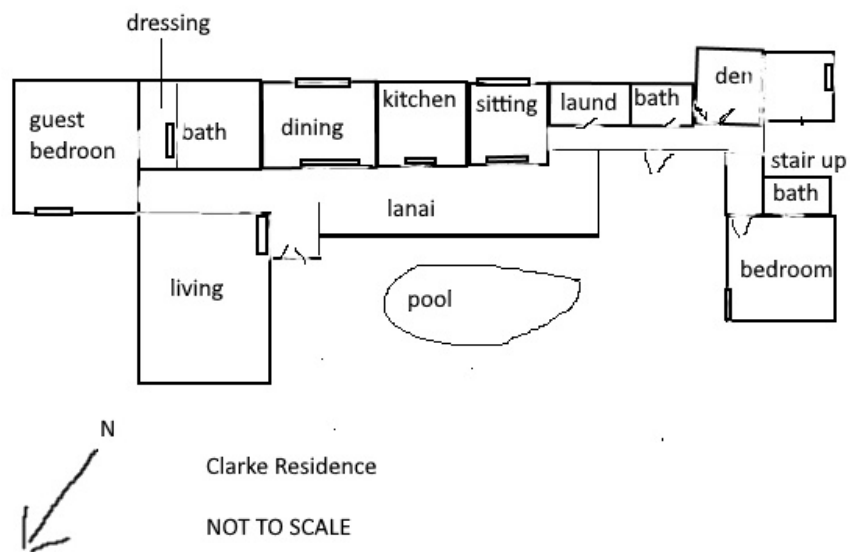 dressing
guest
bedroon
bath
dining
kitchen
sitting
laund
bath
den
stair up
bath
lanai
living
pool
bedroom
N
Clarke Residence
NOT TO SCALE